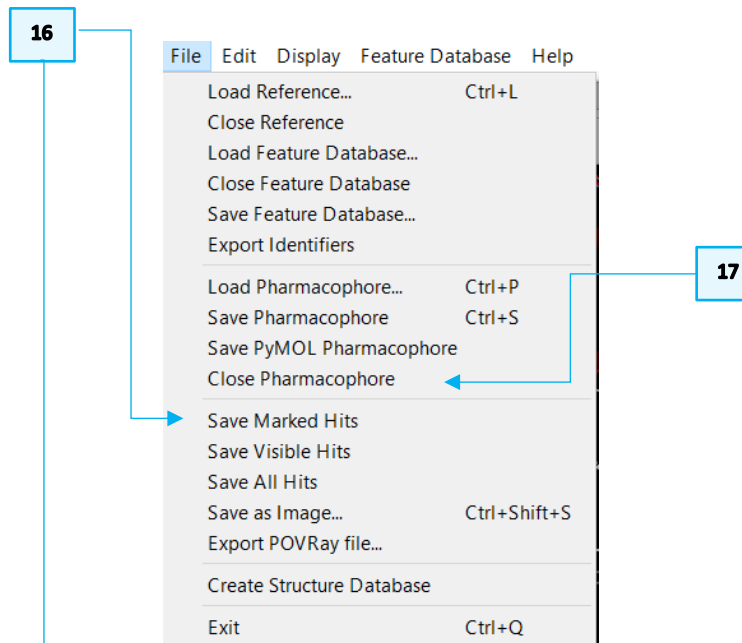 16
File Edit Display Feature Database Help
Load Reference... Ctrl+L
Close Reference
Load Feature Database...
Close Feature Database
Save Feature Database...
Export Identifiers
17
Load Pharmacophore... Ctrl+P
Save Pharmacophore Ctrl+S
Save PyMOL Pharmacophore
Close Pharmacophore
Save Marked Hits
Save Visible Hits
Save All Hits
Save as Image... Ctrl+Shift+S
Export POVRay file...
Create Structure Database
Exit Ctrl+Q